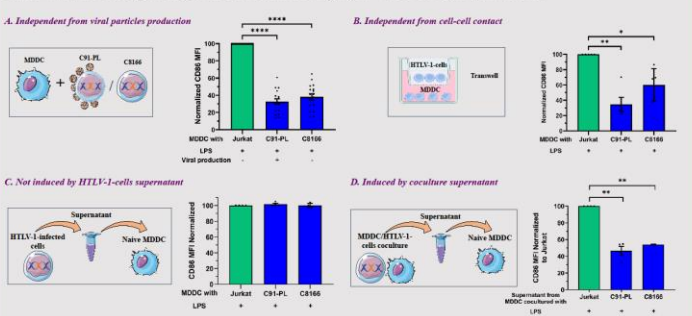 A. Independent from viral particles production
MDDC
C91-PL
C8166
+
/
Normalized CD86 MFI
100
80
60
40
20
0
****
****
MDDC with Jurkat C91-PL C8166
LPS + + +
Viral production - + -
B. Independent from cell-cell contact
HTLV-1-cells
MDDC
Transwell
Normalized CD86 MFI
100
80
60
40
20
0
*
**
MDDC with Jurkat C91-PL C8166
LPS + + +
C. Not induced by HTLV-1-cells supernatant
Supernatant
HTLV-1-infected
cells
Naive MDDC
CD86 MFI Normalized
100
80
60
40
20
0
MDDC with Jurkat C91-PL C8166
LPS + + +
D. Induced by coculture supernatant
Supernatant
MDDC/HTLV-1-
cells coculture
Naive MDDC
CD86 MFI Normalized
to Jurkat
100
80
60
40
20
0
**
**
Supernatant from
MDDC cocultured with
Jurkat C91-PL C8166
LPS + + +